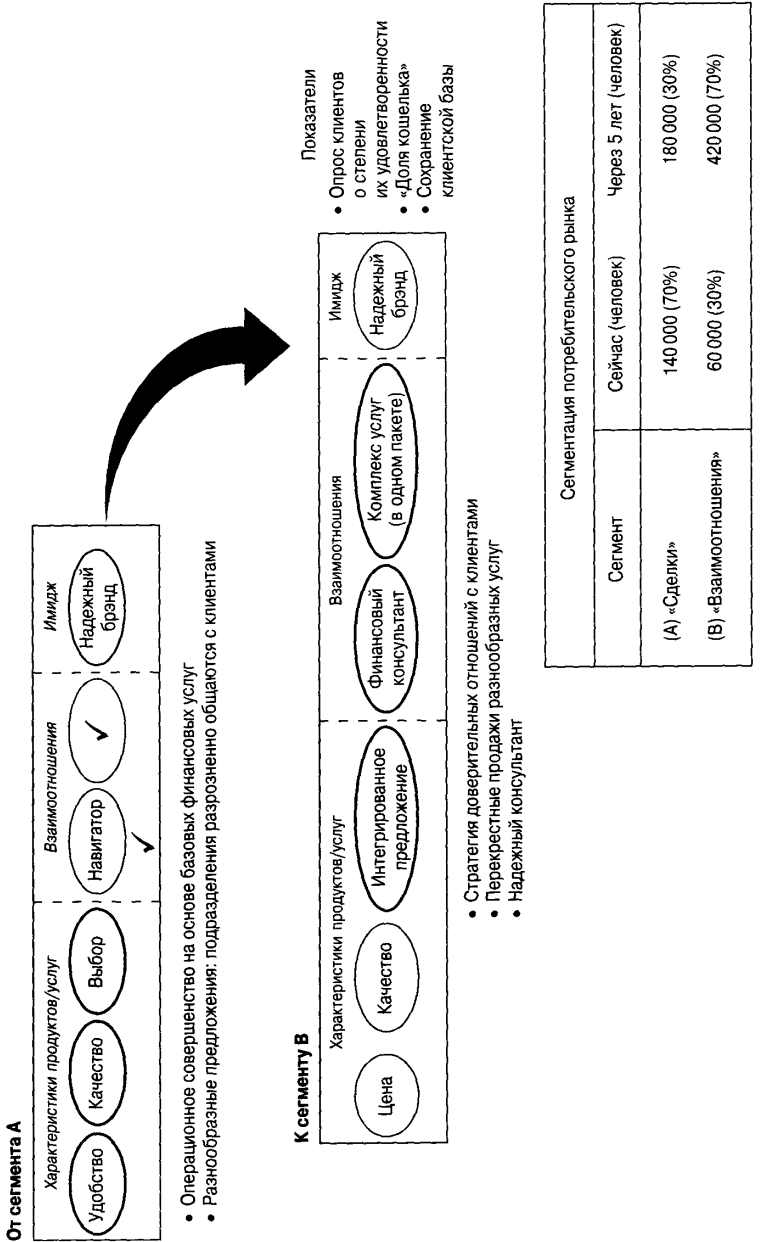 От сегмента А
Характеристики продуктов/услуг
Взаимоотношения
Имидж
Удобство
Качество
Выбор
Навигатор
Надежный
брэнд
• Операционное совершенство на основе базовых финансовых услуг
• Разнообразные предложения: подразделения разрозненно общаются с клиентами
К сегменту В
Характеристики продуктов/услуг
Взаимоотношения
Имидж
Цена
Качество
Интегрированное
предложение
Финансовый
консультант
Комплекс услуг
(в одном пакете)
Надежный
брэнд
Показатели
• Опрос клиентов
о степени
их удовлетворенности
• «Доля кошелька»
• Сохранение
клиентской базы
• Стратегия доверительных отношений с клиентами
• Перекрестные продажи разнообразных услуг
• Надежный консультант
Сегментация потребительского рынка
Сегмент Сейчас (человек) Через 5 лет (человек)
(А) «Сделки» 140 000 (70%) 180 000 (30%)
(В) «Взаимоотношения» 60 000 (30%) 420 000 (70%)